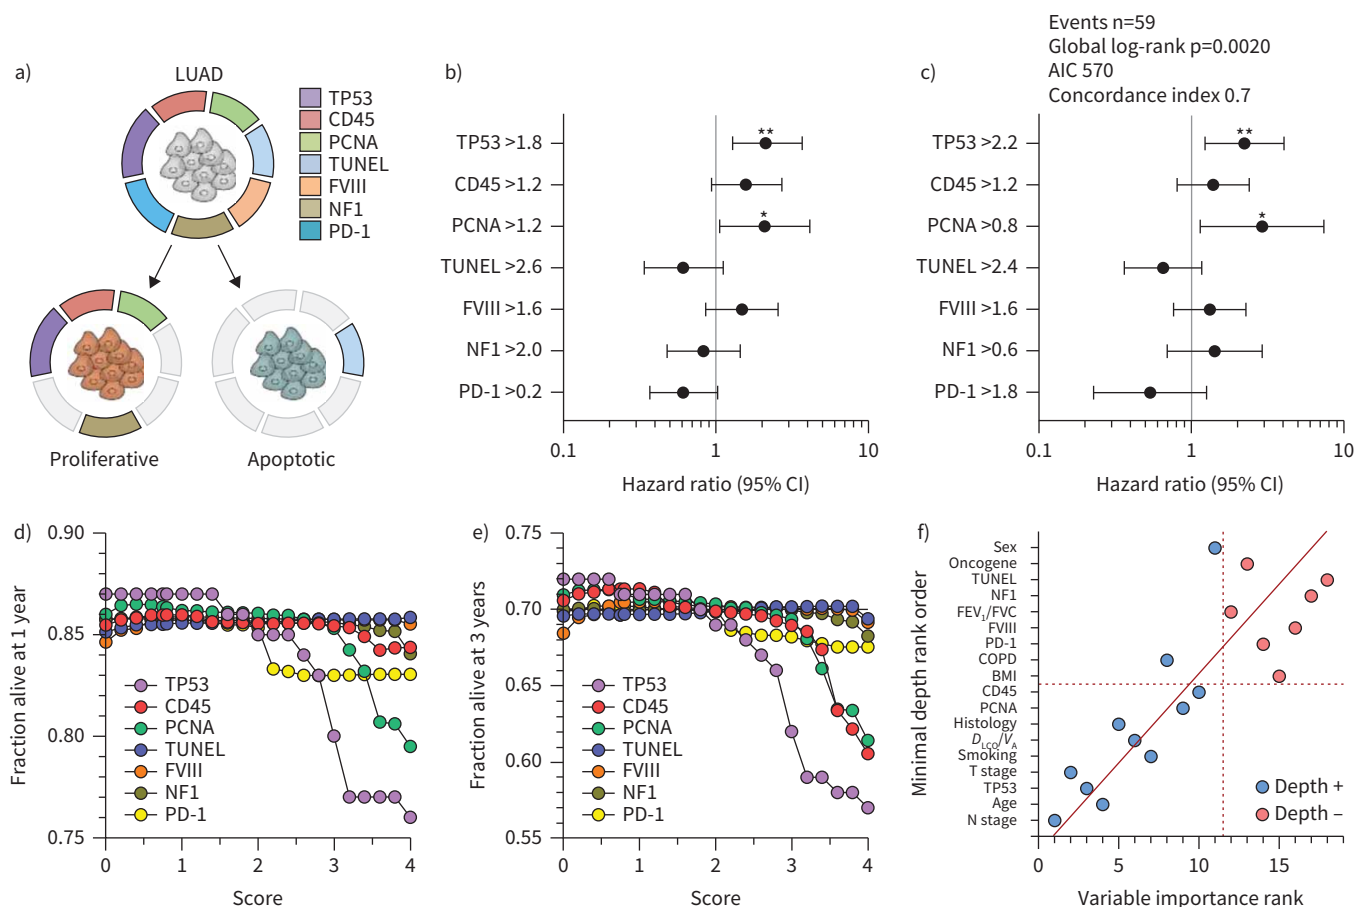 a)
LUAD
TP53
CD45
PCNA
TUNEL
FVIII
NF1
PD-1
Proliferative
Apoptotic
b)
TP53 >1.8
**
CD45 >1.2
PCNA >1.2
*
TUNEL >2.6
FVIII >1.6
NF1 >2.0
PD-1 >0.2
0.1
1
10
Hazard ratio (95% CI)
c)
Events n=59
Global log-rank p=0.0020
AIC 570
Concordance index 0.7
TP53 >2.2
**
CD45 >1.2
PCNA >0.8
*
TUNEL >2.4
FVIII >1.6
NF1 >0.6
PD-1 >1.8
0.1
1
10
Hazard ratio (95% CI)
d)
Fraction alive at 1 year
0.90
0.85
0.80
0.75
TP53
CD45
PCNA
TUNEL
FVIII
NF1
PD-1
0
1
2
3
4
Score
e)
Fraction alive at 3 years
0.75
0.70
0.65
0.60
0.55
TP53
CD45
PCNA
TUNEL
FVIII
NF1
PD-1
0
1
2
3
4
Score
f)
Minimal depth rank order
Sex
Oncogene
TUNEL
NF1
FEV1/FVC
FVIII
PD-1
COPD
BMI
CD45
PCNA
Histology
DLCO/VA
Smoking
T stage
TP53
Age
N stage
Depth +
Depth –
0
5
10
15
Variable importance rank